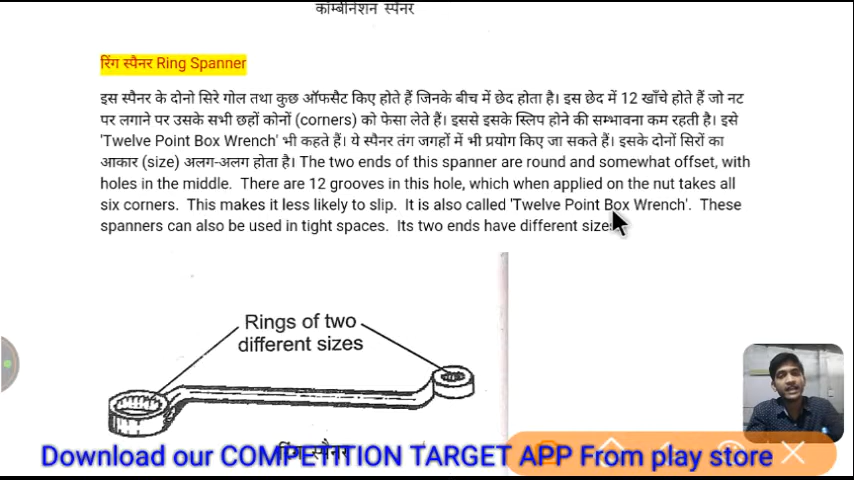 कॉम्बीनेशन स्पैनर
रिंग स्पैनर Ring Spanner
इस स्पैनर के दोनो सिरे गोल तथा कुछ ऑफसैट किए होते हैं जिनके बीच में छेद होता है। इस छेद में 12 खाँचे होते हैं जो नट
पर लगाने पर उसके सभी छहों कोनों (corners) को फेसा लेते हैं। इससे इसके स्लिप होने की सम्भावना कम रहती है। इसे
'Twelve Point Box Wrench' भी कहते हैं। ये स्पैनर तंग जगहों में भी प्रयोग किए जा सकते हैं। इसके दोनों सिरों का
आकार (size) अलग-अलग होता है। The two ends of this spanner are round and somewhat offset, with
holes in the middle. There are 12 grooves in this hole, which when applied on the nut takes all
six corners. This makes it less likely to slip. It is also called 'Twelve Point Box Wrench'. These
spanners can also be used in tight spaces. Its two ends have different sizes
Rings of two
different sizes
रिंग स्पैनर
Download our COMPETITION TARGET APP From play store